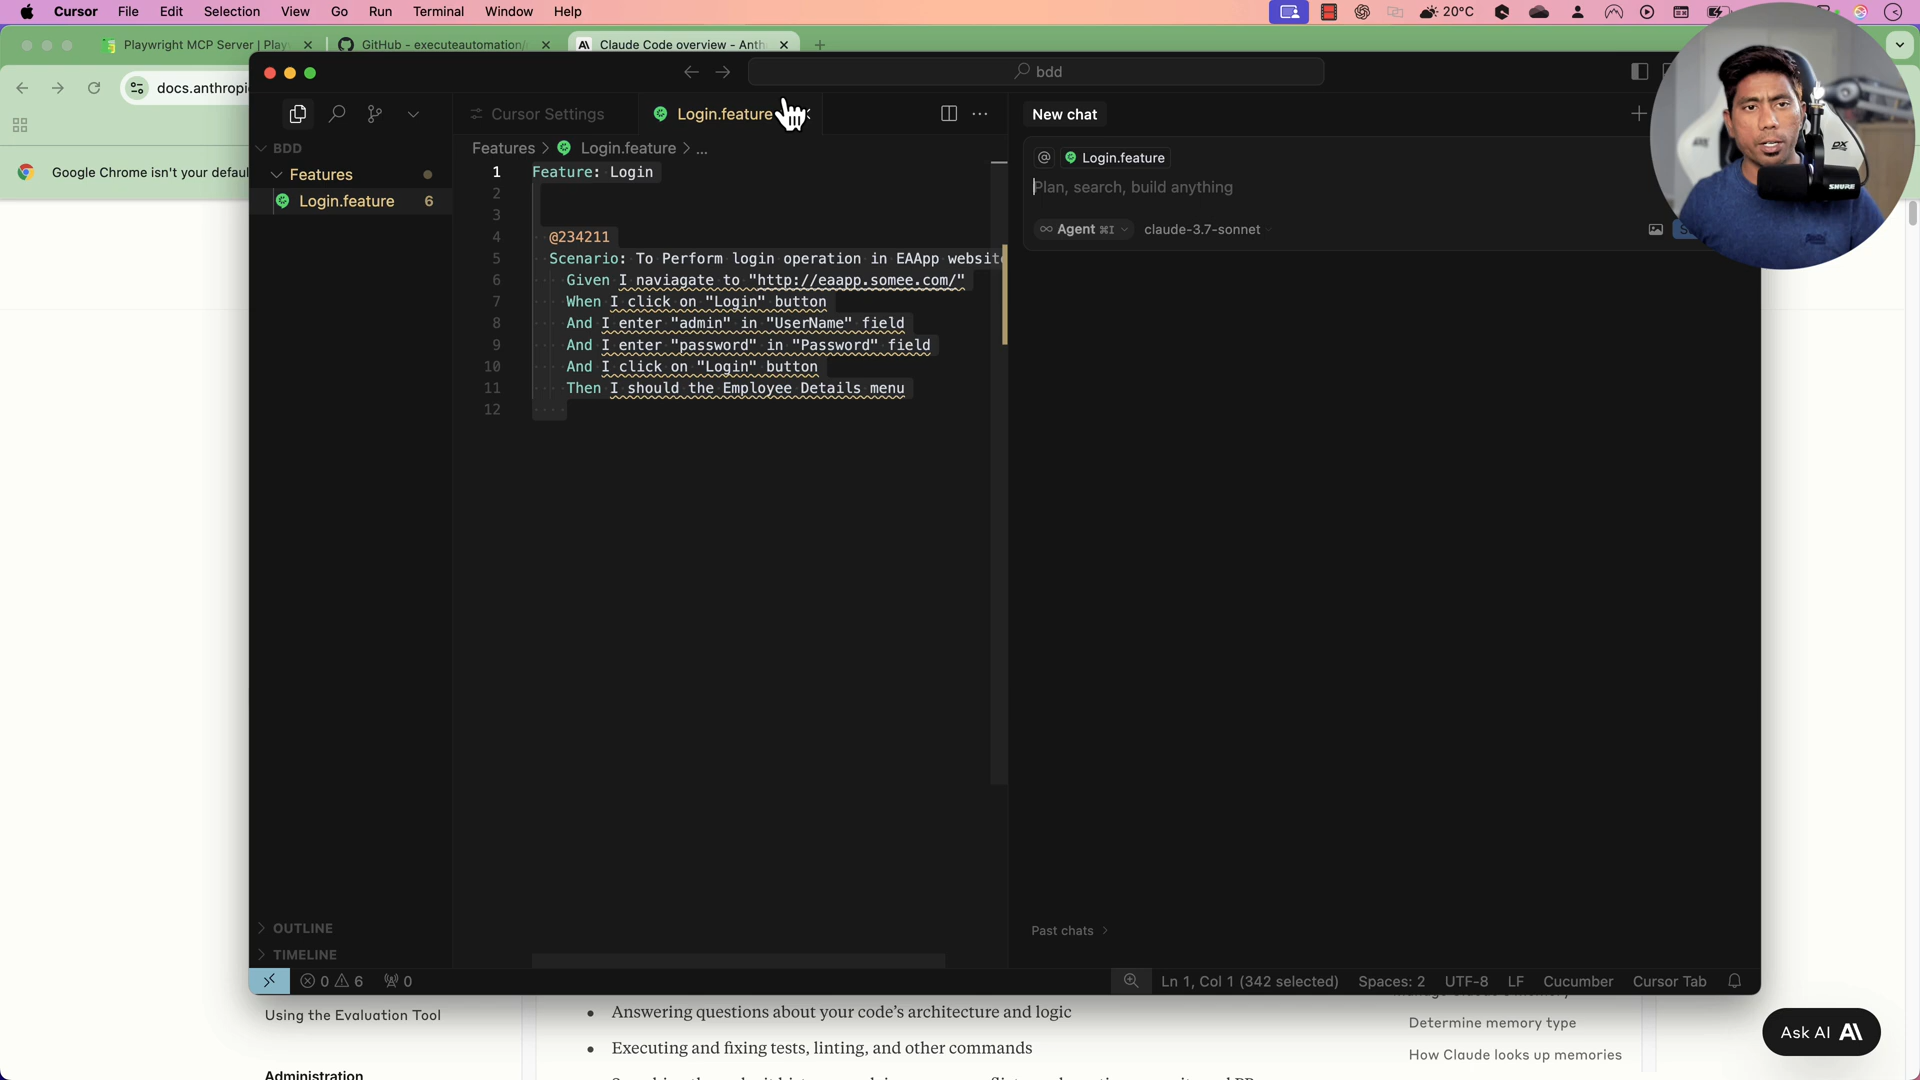 Cursor File Edit Selection View Go Run Terminal Window Help 20°C
Playwright MCP Server | Play GitHub - executeautomation/ Claude Code overview - Anth
docs.anthropi
Google Chrome isn't your defaul
bdd
Cursor Settings Login.feature
New chat
BDD
Features
Login.feature 6
Features > Login.feature > ...
1 Feature: Login
2
3
4 @234211
5 Scenario: To Perform login operation in EAApp website
6 Given I naviagate to "http://eaapp.somee.com/"
7 When I click on "Login" button
8 And I enter "admin" in "UserName" field
9 And I enter "password" in "Password" field
10 And I click on "Login" button
11 Then I should the Employee Details menu
12
@ Login.feature
Plan, search, build anything
Agent ⌘I claude-3.7-sonnet
DX
SHURE
Past chats >
OUTLINE
TIMELINE
0 6 0 Ln 1, Col 1 (342 selected) Spaces: 2 UTF-8 LF Cucumber Cursor Tab
Using the Evaluation Tool
Administration
• Answering questions about your code's architecture and logic
• Executing and fixing tests, linting, and other commands
Determine memory type
How Claude looks up memories
Ask AI